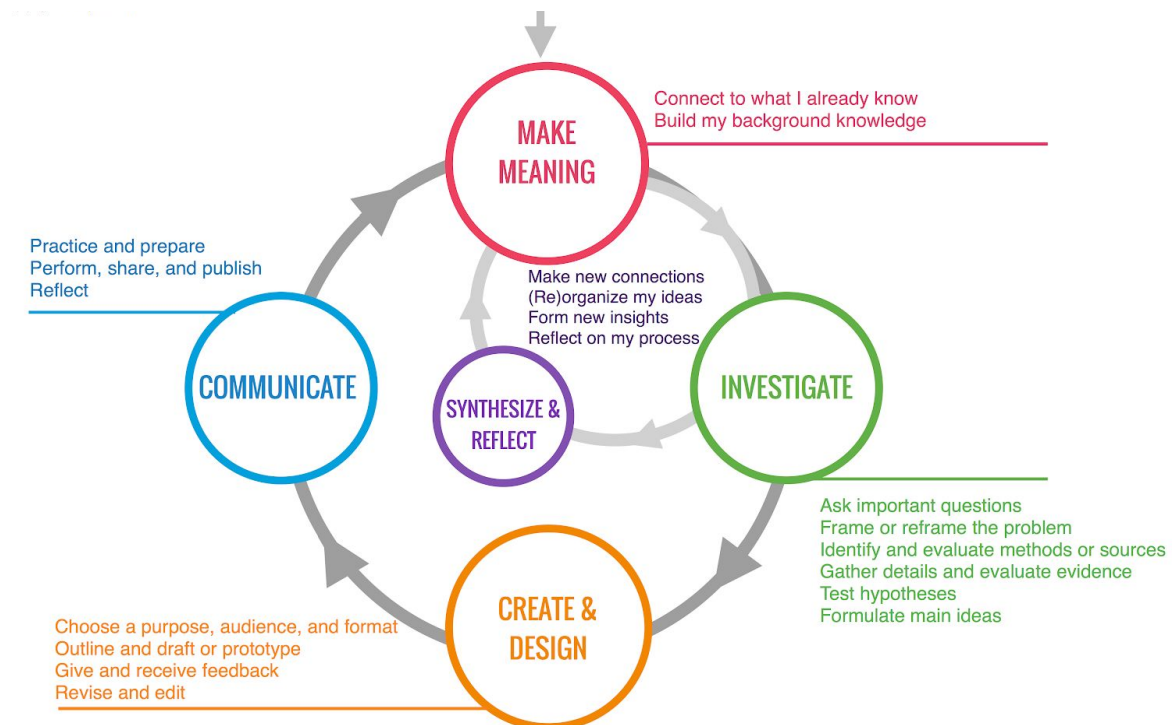 MAKE
MEANING
Connect to what I already know
Build my background knowledge
Practice and prepare
Perform, share, and publish
Reflect
Make new connections
(Re)organize my ideas
Form new insights
Reflect on my process
COMMUNICATE
SYNTHESIZE &
REFLECT
INVESTIGATE
Ask important questions
Frame or reframe the problem
Identify and evaluate methods or sources
Gather details and evaluate evidence
Test hypotheses
Formulate main ideas
CREATE &
DESIGN
Choose a purpose, audience, and format
Outline and draft or prototype
Give and receive feedback
Revise and edit